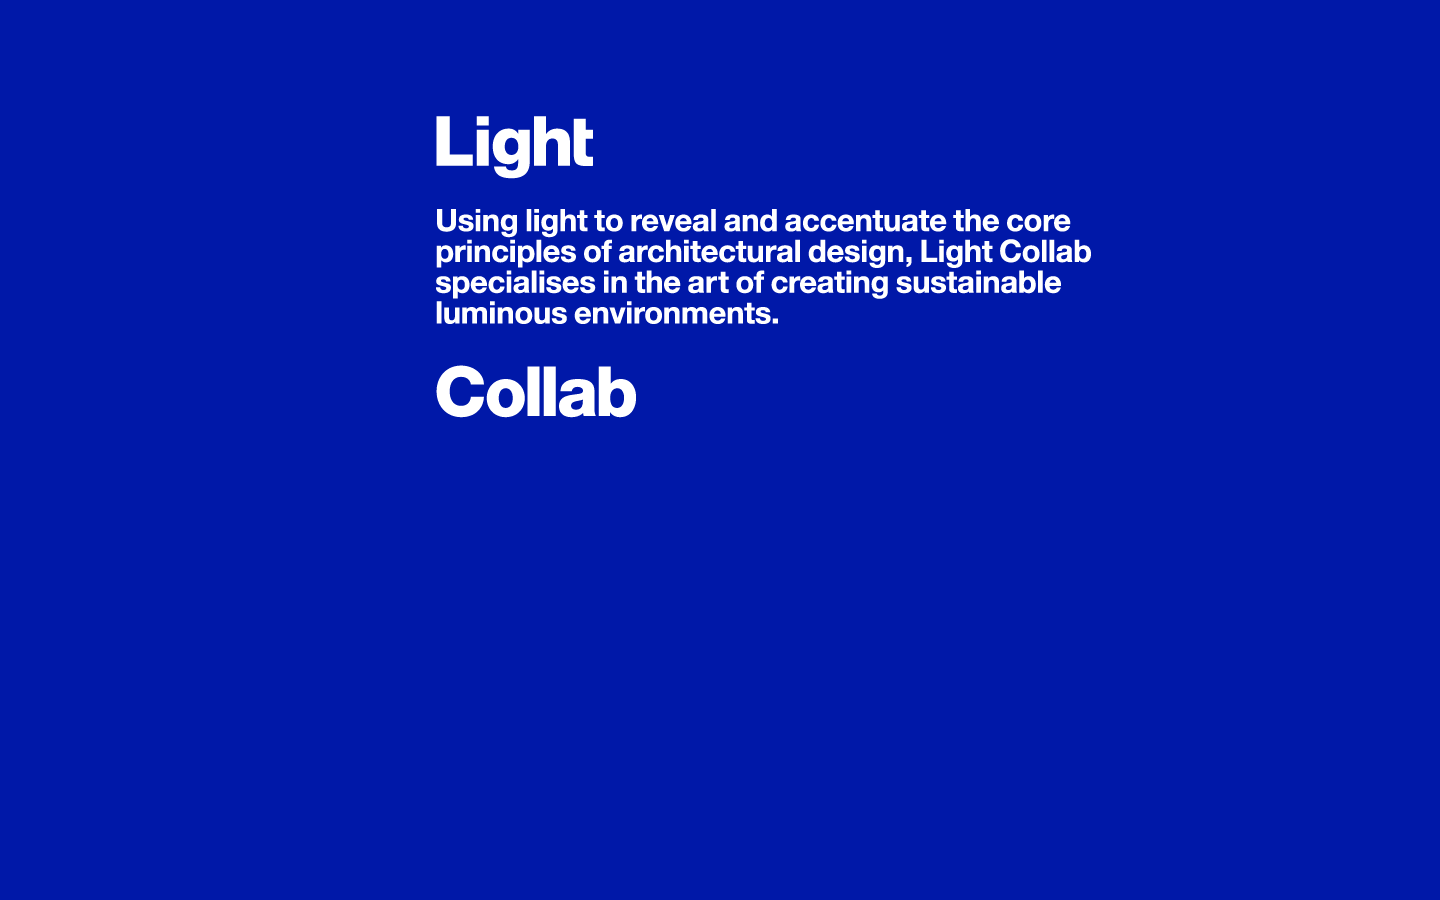 Light
Using light to reveal and accentuate the core
principles of architectural design, Light Collab
specialises in the art of creating sustainable
luminous environments.
Collab